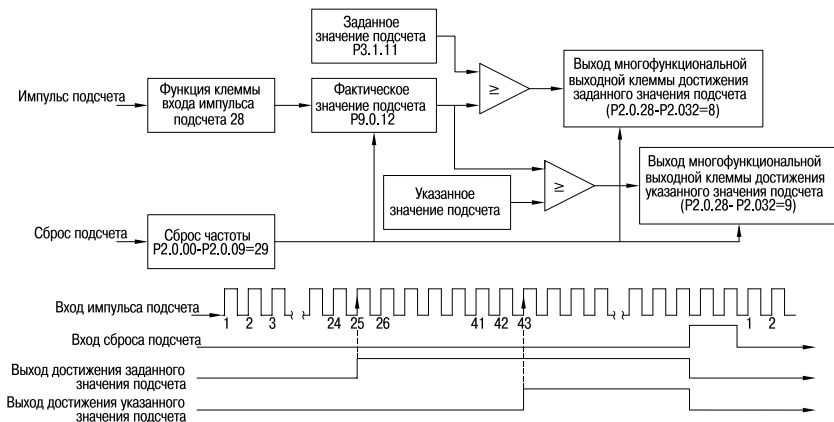 Заданное
значение подсчета
P3.1.11
Импульс подсчета
Функция клеммы
входа импульса
подсчета 28
Фактическое
значение подсчета
P9.0.12
≥
Выход многофункциональной
выходной клеммы достижения
заданного значения подсчета
(P2.0.28-P2.032=8)
Указанное
значение подсчета
≥
Выход многофункциональной
выходной клеммы достижения
указанного значения подсчета
(P2.0.28- P2.032=9)
Сброс подсчета
Сброс частоты
P2.0.00-P2.0.09=29
Вход импульса подсчета
1 2 3 24 25 26 41 42 43 1 2
Вход сброса подсчета
Выход достижения заданного
значения подсчета
Выход достижения указанного
значения подсчета